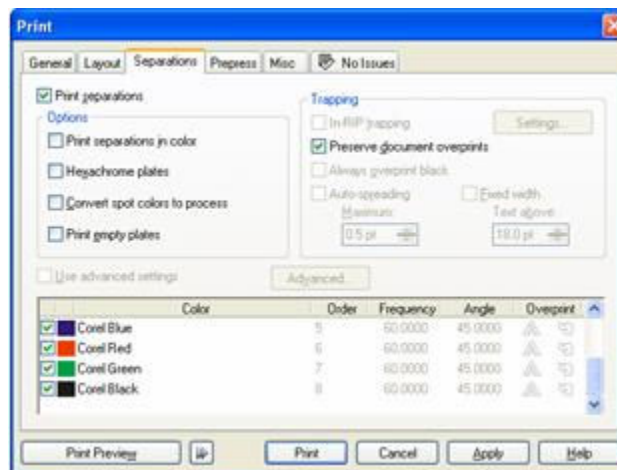 Print
General Layout Separations Prepress Misc No Issues
Print separations
Options
Print separations in color
Hexachrome plates
Convert spot colors to process
Print empty plates
Trapping
In-RIP trapping Settings...
Preserve document overprints
Always overprint black
Auto-spreading Fixed width
Maximum: Text above:
0.5 pt 18.0 pt
Use advanced settings Advanced...
Color Order Frequency Angle Overprint
Corel Blue 5 60.0000 45.0000
Corel Red 6 60.0000 45.0000
Corel Green 7 60.0000 45.0000
Corel Black 8 60.0000 45.0000
Print Preview Print Cancel Apply Help